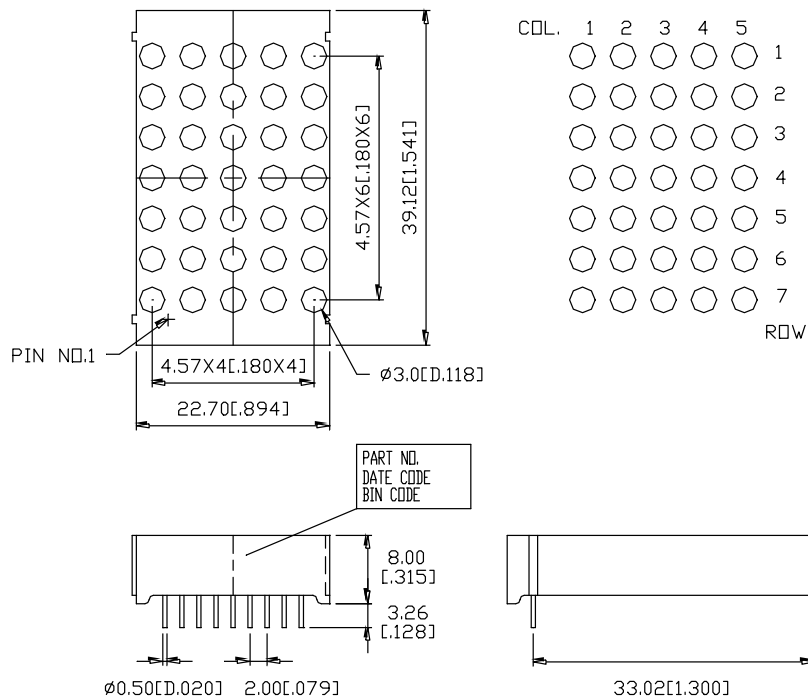 COL. 1 2 3 4 5
1
2
3
4
5
6
7
ROW
4.57X6[.180X6]
39.12[1.541]
PIN NO.1
4.57X4[.180X4]
ø3.0[D.118]
22.70[.894]
PART NO.
DATE CODE
BIN CODE
8.00
[.315]
3.26
[.128]
ø0.50[D.020]
2.00[.079]
33.02[1.300]